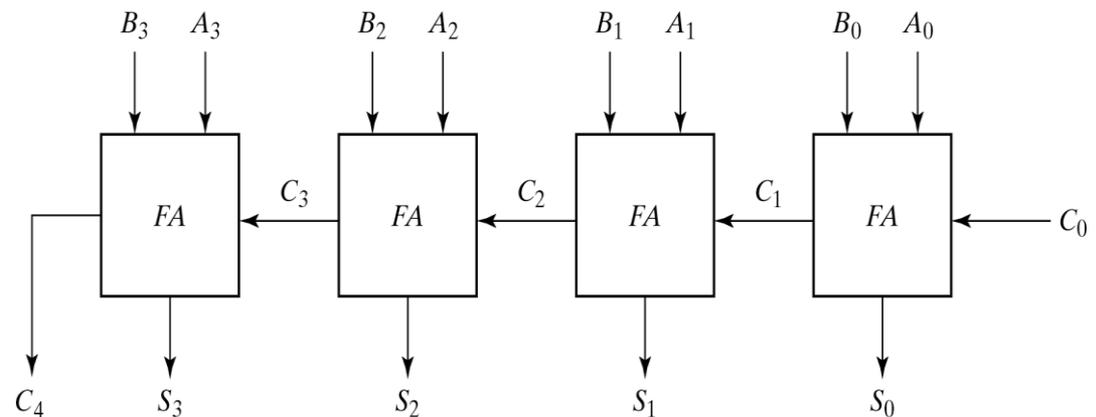 B₃ A₃ B₂ A₂ B₁ A₁ B₀ A₀
FA C₃ FA C₂ FA C₁ FA C₀
C₄ S₃ S₂ S₁ S₀